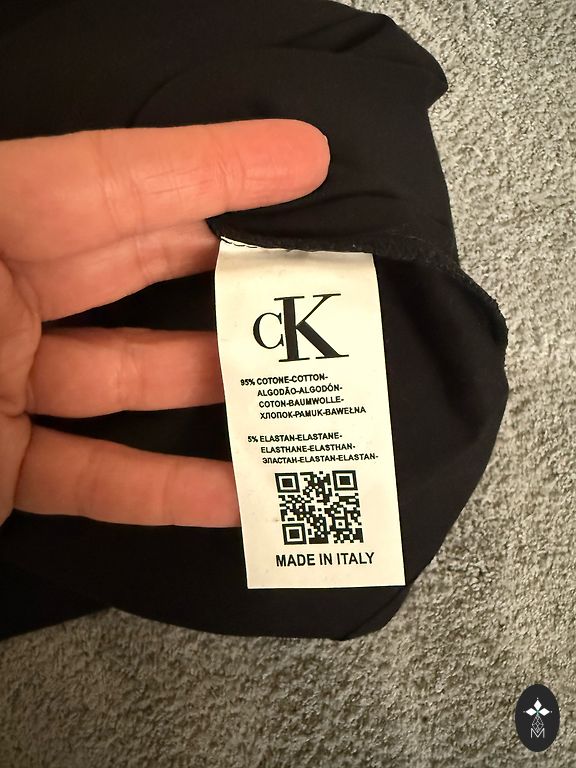 CK
95% COTONE-COTTON-
ALGODÃO-ALGODÓN-
COTON-BAUMWOLLE-
ХЛОПОК-PAMUK-BAWEŁNA
5% ELASTAN-ELASTANE-
ELASTHANE-ELASTHAN-
ЭЛАСТАН-ELASTAN-ELASTAN-
MADE IN ITALY
M